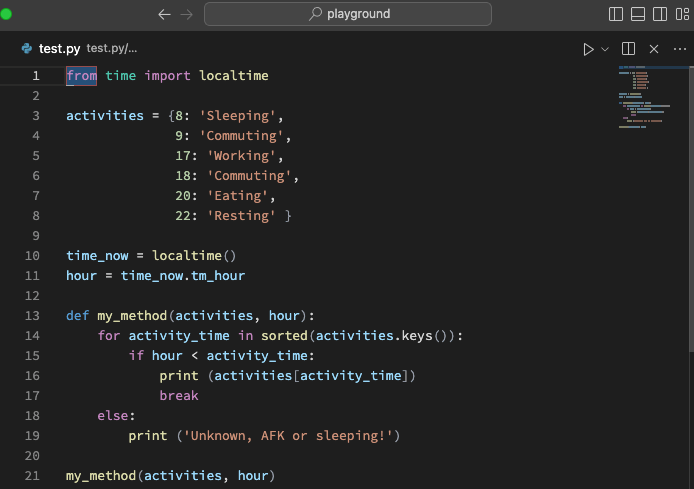 playground
test.py test.py/...
1 from time import localtime
2
3 activities = {8: 'Sleeping',
4               9: 'Commuting',
5               17: 'Working',
6               18: 'Commuting',
7               20: 'Eating',
8               22: 'Resting' }
9
10 time_now = localtime()
11 hour = time_now.tm_hour
12
13 def my_method(activities, hour):
14     for activity_time in sorted(activities.keys()):
15         if hour < activity_time:
16             print (activities[activity_time])
17             break
18     else:
19         print ('Unknown, AFK or sleeping!')
20
21 my_method(activities, hour)